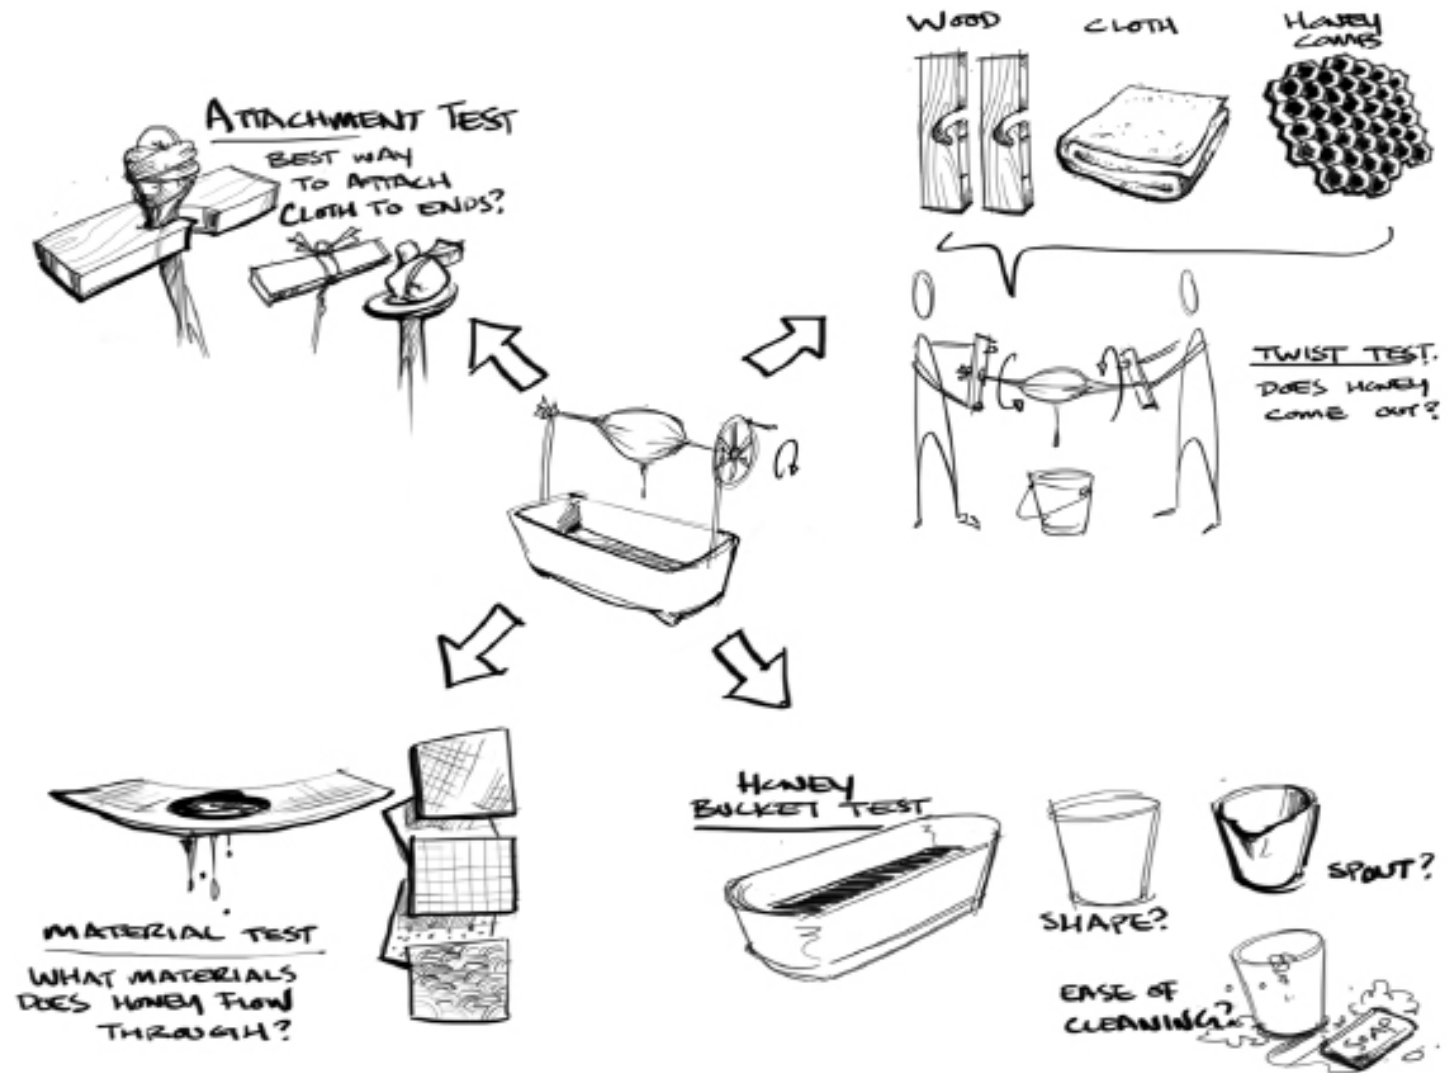 ATTACHMENT TEST
BEST WAY
TO ATTACH
CLOTH TO ENDS?
WOOD
CLOTH
HONEY
COMBS
TWIST TEST.
DOES HONEY
COME OUT?
MATERIAL TEST
WHAT MATERIALS
DOES HONEY FLOW
THROUGH?
HONEY
BUCKET TEST
SHAPE?
SPOUT?
EASE OF
CLEANING?
SOAP